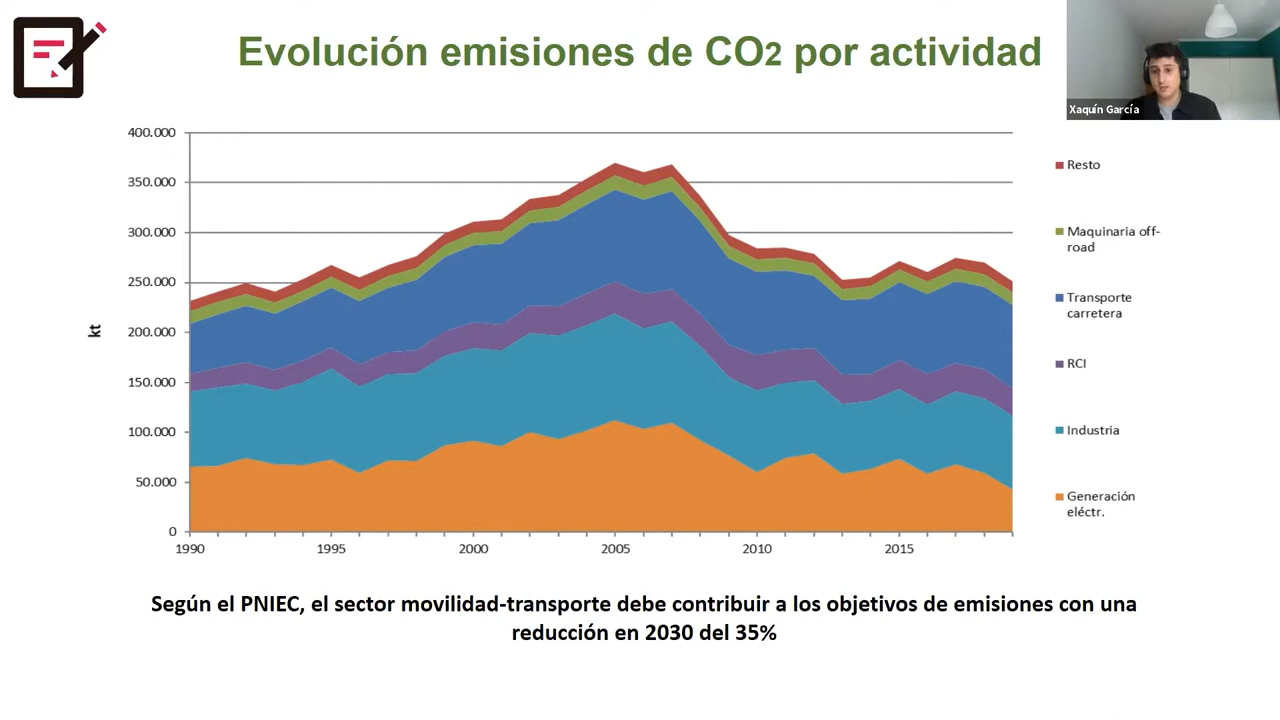 Evolución emisiones de CO2 por actividad
Xaquín García
400.000
350.000
300.000
250.000
200.000
150.000
100.000
50.000
0
kt
1990
1995
2000
2005
2010
2015
Resto
Maquinaria off-
road
Transporte
carretera
RCI
Industria
Generación
eléctr.
Según el PNIEC, el sector movilidad-transporte debe contribuir a los objetivos de emisiones con una
reducción en 2030 del 35%